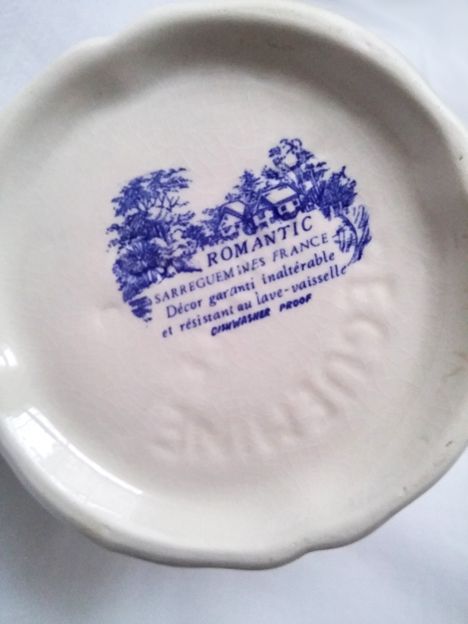 ROMANTIC
SARREGUEMINES FRANCE
Décor garanti inaltérable
et résistant au lave-vaisselle
DISHWASHER PROOF